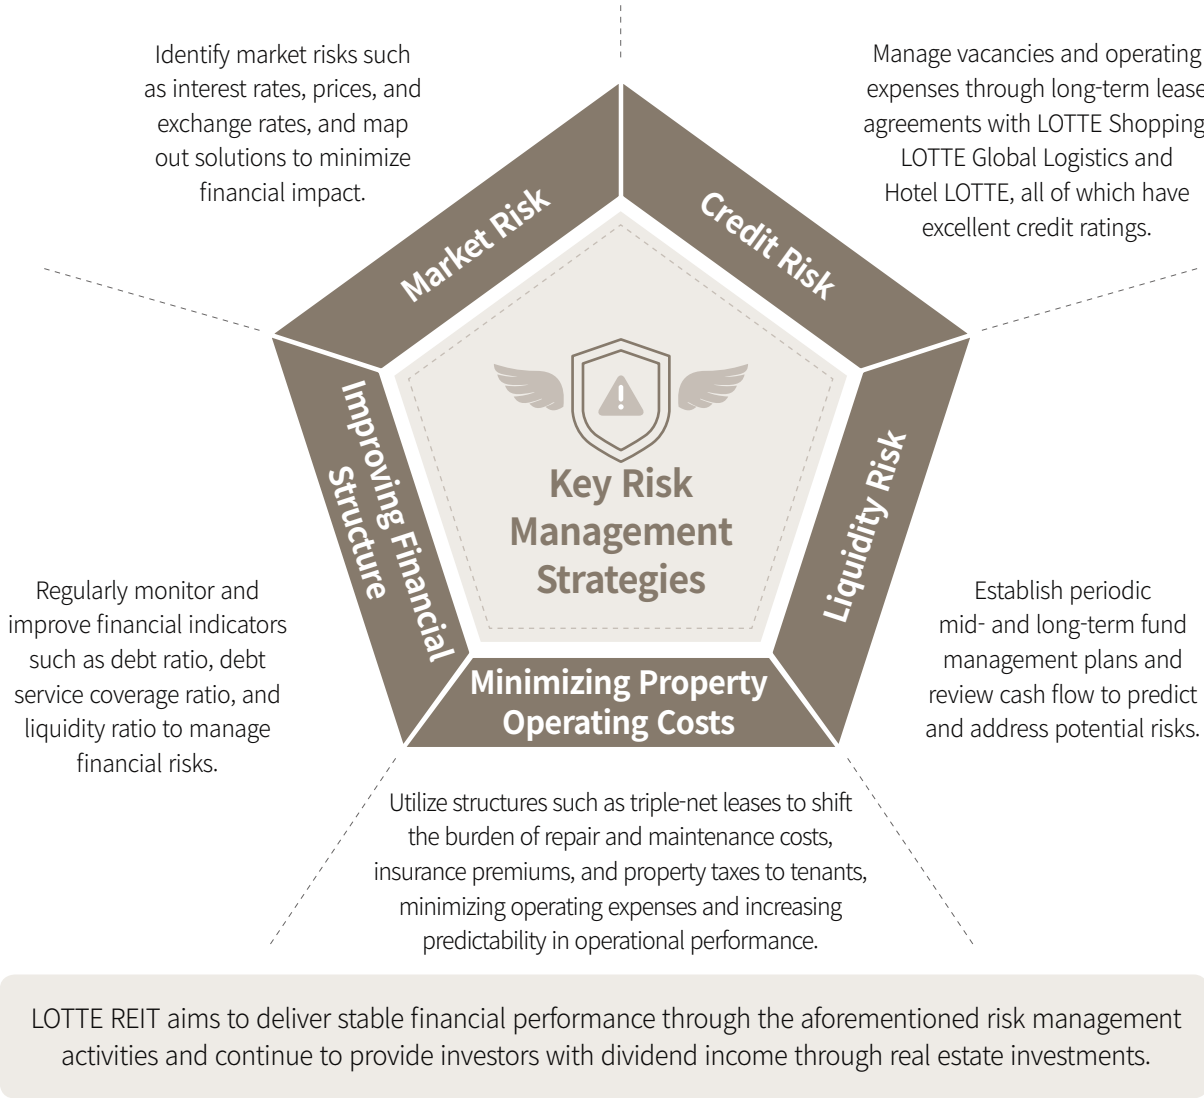 Identify market risks such
as interest rates, prices, and
exchange rates, and map
out solutions to minimize
financial impact.
Market Risk
Manage vacancies and operating
expenses through long-term lease
agreements with LOTTE Shopping
LOTTE Global Logistics and
Hotel LOTTE, all of which have
excellent credit ratings.
Credit Risk
Key Risk
Management
Strategies
Improving Financial
Structure
Regularly monitor and
improve financial indicators
such as debt ratio, debt
service coverage ratio, and
liquidity ratio to manage
financial risks.
Liquidity Risk
Establish periodic
mid- and long-term fund
management plans and
review cash flow to predict
and address potential risks.
Minimizing Property
Operating Costs
Utilize structures such as triple-net leases to shift
the burden of repair and maintenance costs,
insurance premiums, and property taxes to tenants,
minimizing operating expenses and increasing
predictability in operational performance.
LOTTE REIT aims to deliver stable financial performance through the aforementioned risk management
activities and continue to provide investors with dividend income through real estate investments.